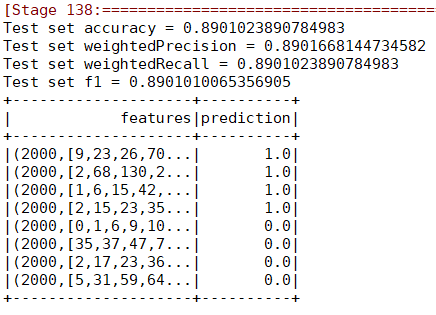 [Stage 138:=====================================
Test set accuracy = 0.8901023890784983
Test set weightedPrecision = 0.8901668144734582
Test set weightedRecall = 0.8901023890784983
Test set f1 = 0.8901010065356905
+--------------------+----------+
|            features|prediction|
+--------------------+----------+
|(2000,[9,23,26,70...|       1.0|
|(2000,[2,68,130,2...|       1.0|
|(2000,[1,6,15,42,...|       1.0|
|(2000,[2,15,23,35...|       1.0|
|(2000,[0,1,6,9,10...|       0.0|
|(2000,[35,37,47,7...|       0.0|
|(2000,[2,17,23,36...|       0.0|
|(2000,[5,31,59,64...|       0.0|
+--------------------+----------+